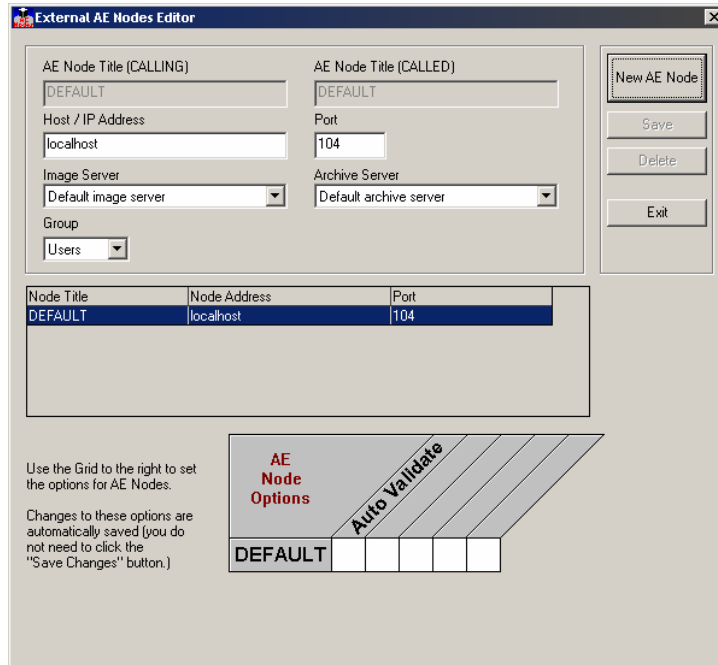 External AE Nodes Editor
AE Node Title (CALLING)
AE Node Title (CALLED)
DEFAULT
DEFAULT
Host / IP Address
Port
localhost
104
Image Server
Archive Server
Default image server
Default archive server
Group
Users
New AE Node
Save
Delete
Exit
Node Title
Node Address
Port
DEFAULT
localhost
104
Use the Grid to the right to set
the options for AE Nodes.
Changes to these options are
automatically saved (you do
not need to click the
"Save Changes" button.)
AE
Node
Options
Auto Validate
DEFAULT